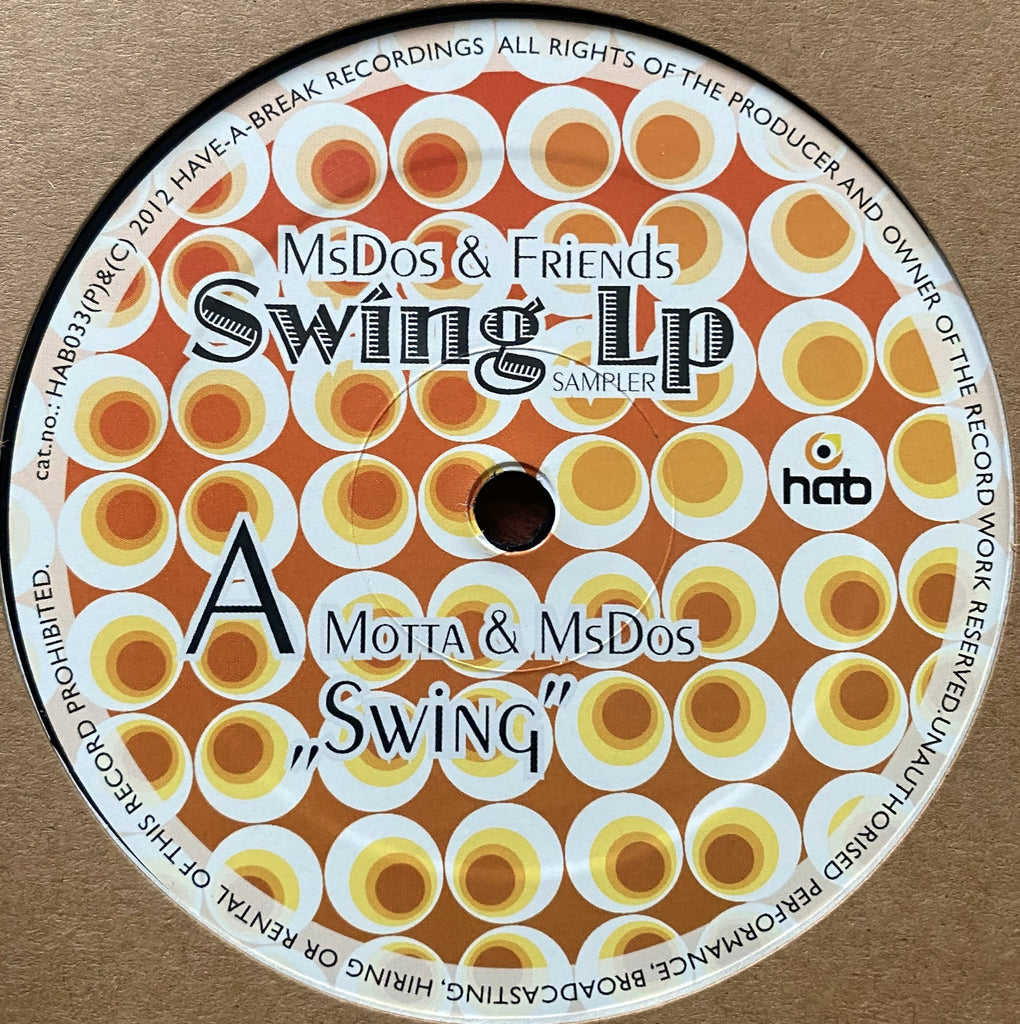 MsDos & Friends
Swing Lp
SAMPLER
hab
A Motta & MsDos
„Swing"
cat.no.: HAB033(P)&(C) 2012 HAVE-A-BREAK RECORDINGS ALL RIGHTS OF THE PRODUCER AND OWNER OF THE RECORD WORK RESERVED.UNAUTHORISED PERFORMANCE, BROADCASTING, HIRING OR RENTAL OF THIS RECORD PROHIBITED.